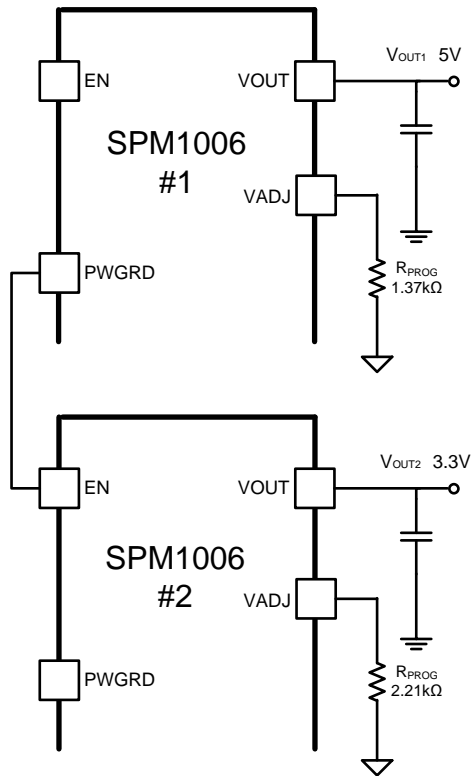 VOUT1 5V
EN
VOUT
SPM1006
#1
VADJ
PWGRD
RPROG
1.37kΩ
VOUT2 3.3V
EN
VOUT
SPM1006
#2
VADJ
PWGRD
RPROG
2.21kΩ